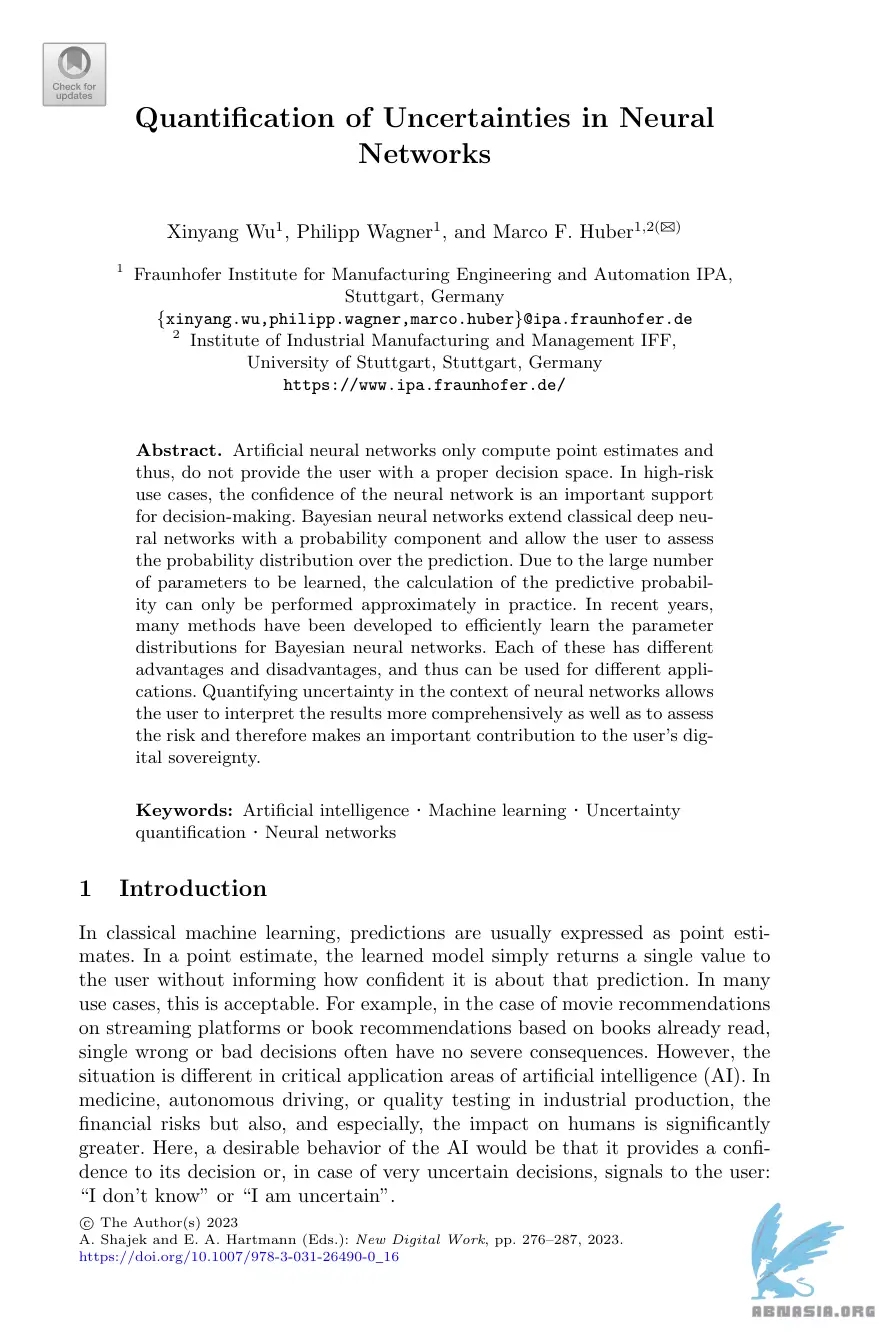 Check for
updates
Quantification of Uncertainties in Neural
Networks
Xinyang Wu1, Philipp Wagner1, and Marco F. Huber1,2(✉)
1 Fraunhofer Institute for Manufacturing Engineering and Automation IPA,
Stuttgart, Germany
{xinyang.wu,philipp.wagner,marco.huber}@ipa.fraunhofer.de
2 Institute of Industrial Manufacturing and Management IFF,
University of Stuttgart, Stuttgart, Germany
https://www.ipa.fraunhofer.de/
Abstract. Artificial neural networks only compute point estimates and
thus, do not provide the user with a proper decision space. In high-risk
use cases, the confidence of the neural network is an important support
for decision-making. Bayesian neural networks extend classical deep neu-
ral networks with a probability component and allow the user to assess
the probability distribution over the prediction. Due to the large number
of parameters to be learned, the calculation of the predictive probabil-
ity can only be performed approximately in practice. In recent years,
many methods have been developed to efficiently learn the parameter
distributions for Bayesian neural networks. Each of these has different
advantages and disadvantages, and thus can be used for different appli-
cations. Quantifying uncertainty in the context of neural networks allows
the user to interpret the results more comprehensively as well as to assess
the risk and therefore makes an important contribution to the user's dig-
ital sovereignty.
Keywords: Artificial intelligence · Machine learning · Uncertainty
quantification · Neural networks
1 Introduction
In classical machine learning, predictions are usually expressed as point esti-
mates. In a point estimate, the learned model simply returns a single value to
the user without informing how confident it is about that prediction. In many
use cases, this is acceptable. For example, in the case of movie recommendations
on streaming platforms or book recommendations based on books already read,
single wrong or bad decisions often have no severe consequences. However, the
situation is different in critical application areas of artificial intelligence (AI). In
medicine, autonomous driving, or quality testing in industrial production, the
financial risks but also, and especially, the impact on humans is significantly
greater. Here, a desirable behavior of the AI would be that it provides a confi-
dence to its decision or, in case of very uncertain decisions, signals to the user:
“I don't know” or “I am uncertain”.
© The Author(s) 2023
A. Shajek and E. A. Hartmann (Eds.): New Digital Work, pp. 276–287, 2023.
https://doi.org/10.1007/978-3-031-26490-0_16
ABNASIA.ORG